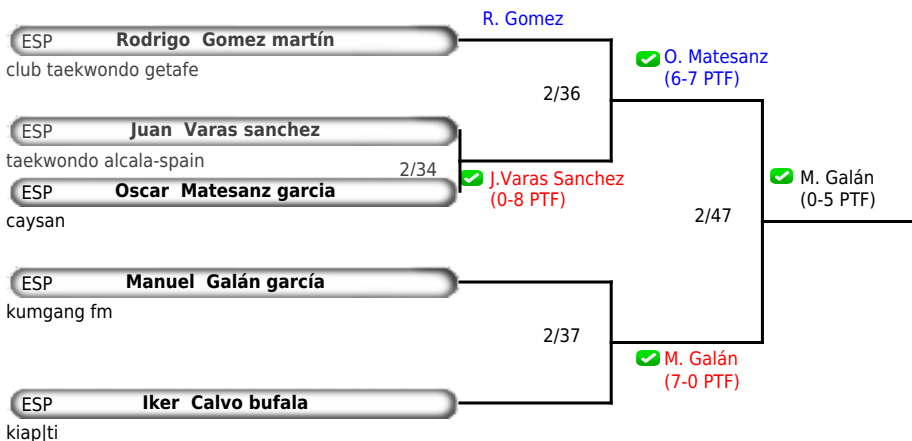 R. Gomez
ESP Rodrigo Gomez martín
club taekwondo getafe
O. Matesanz
(6-7 PTF)
2/36
ESP Juan Varas sanchez
taekwondo alcala-spain
2/34
J.Varas Sanchez
(0-8 PTF)
ESP Oscar Matesanz garcia
caysan
M. Galán
(0-5 PTF)
2/47
ESP Manuel Galán garcía
kumgang fm
2/37
M. Galán
(7-0 PTF)
ESP Iker Calvo bufala
kiap|ti